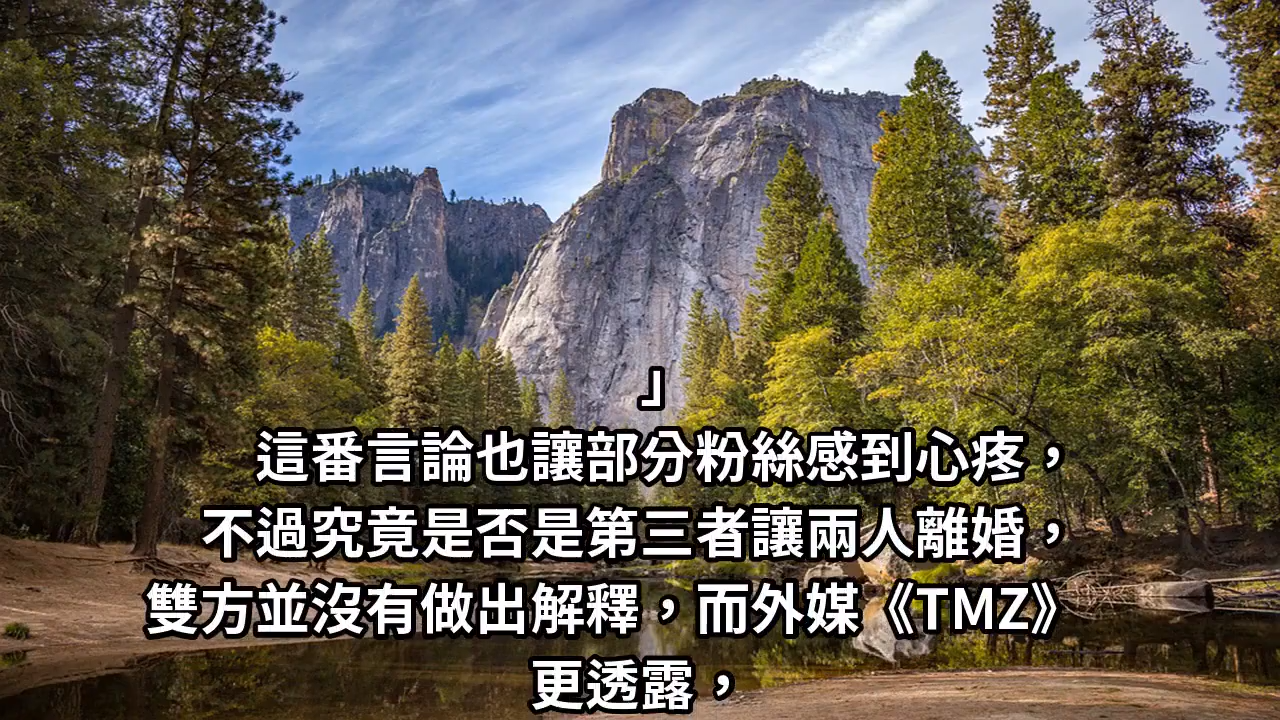 」
這番言論也讓部分粉絲感到心疼，
不過究竟是否是第三者讓兩人離婚，
雙方並沒有做出解釋，而外媒《TMZ》
更透露，